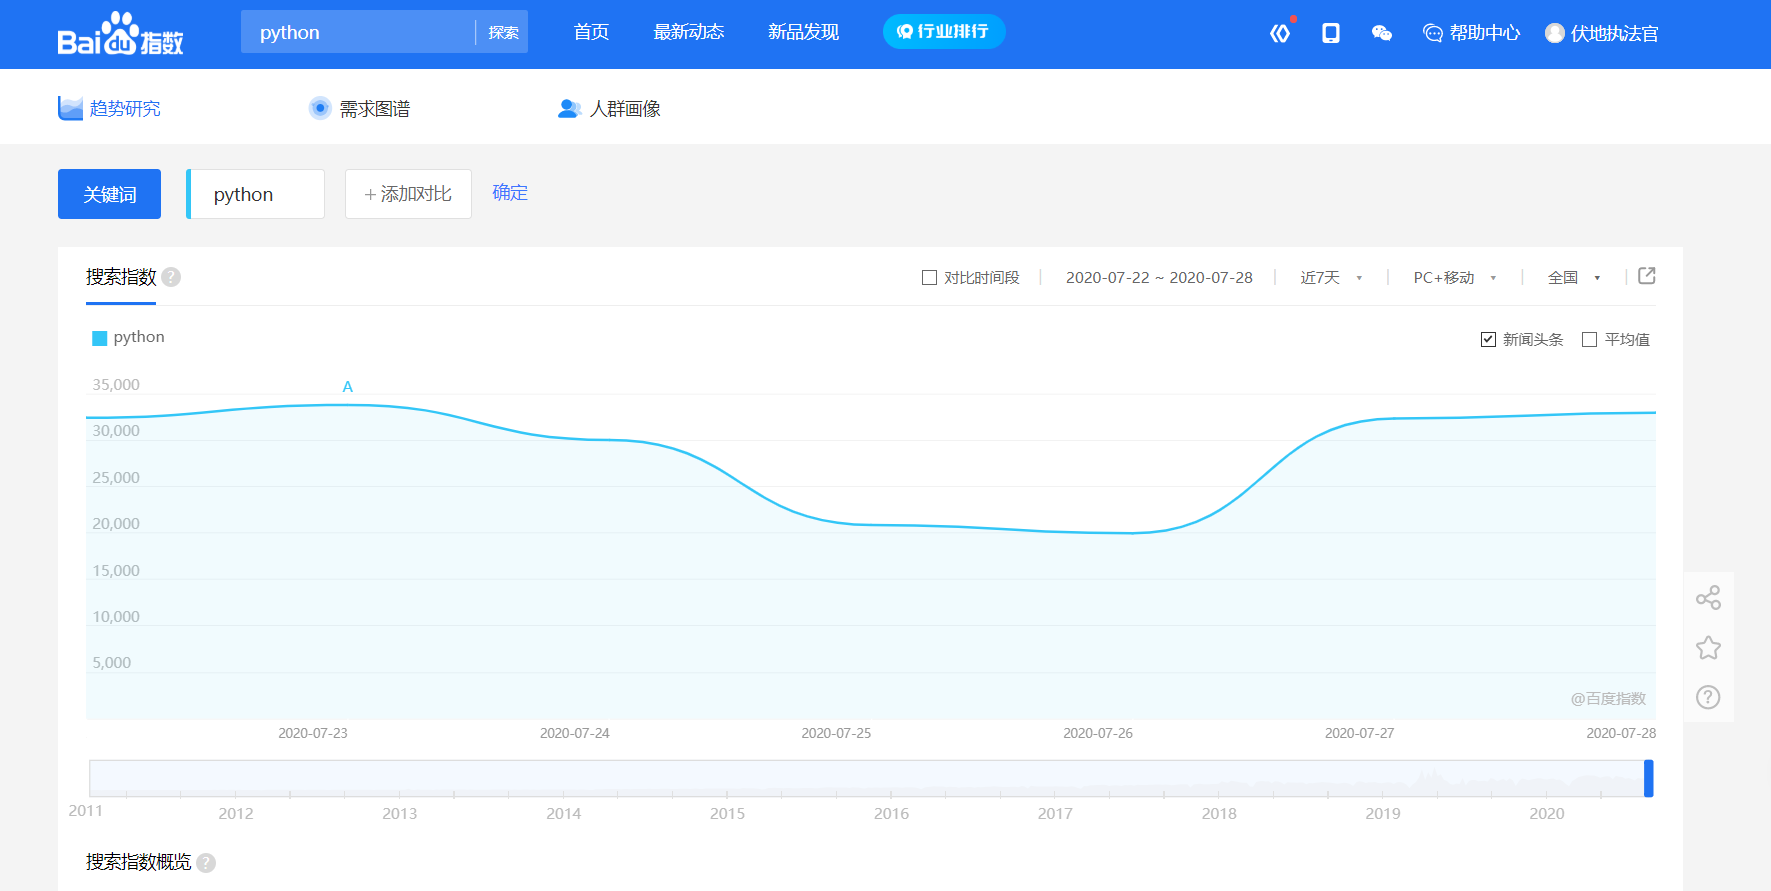 Bai du 指数
python
探索
首页
最新动态
新品发现
行业排行
帮助中心
伏地执法官
趋势研究
需求图谱
人群画像
关键词
python
+ 添加对比
确定
搜索指数 ?
对比时间段
2020-07-22 ~ 2020-07-28
近7天
PC+移动
全国
python
新闻头条
平均值
A
35,000
30,000
25,000
20,000
15,000
10,000
5,000
@百度指数
2020-07-23
2020-07-24
2020-07-25
2020-07-26
2020-07-27
2020-07-28
2011
2012
2013
2014
2015
2016
2017
2018
2019
2020
搜索指数概览 ?